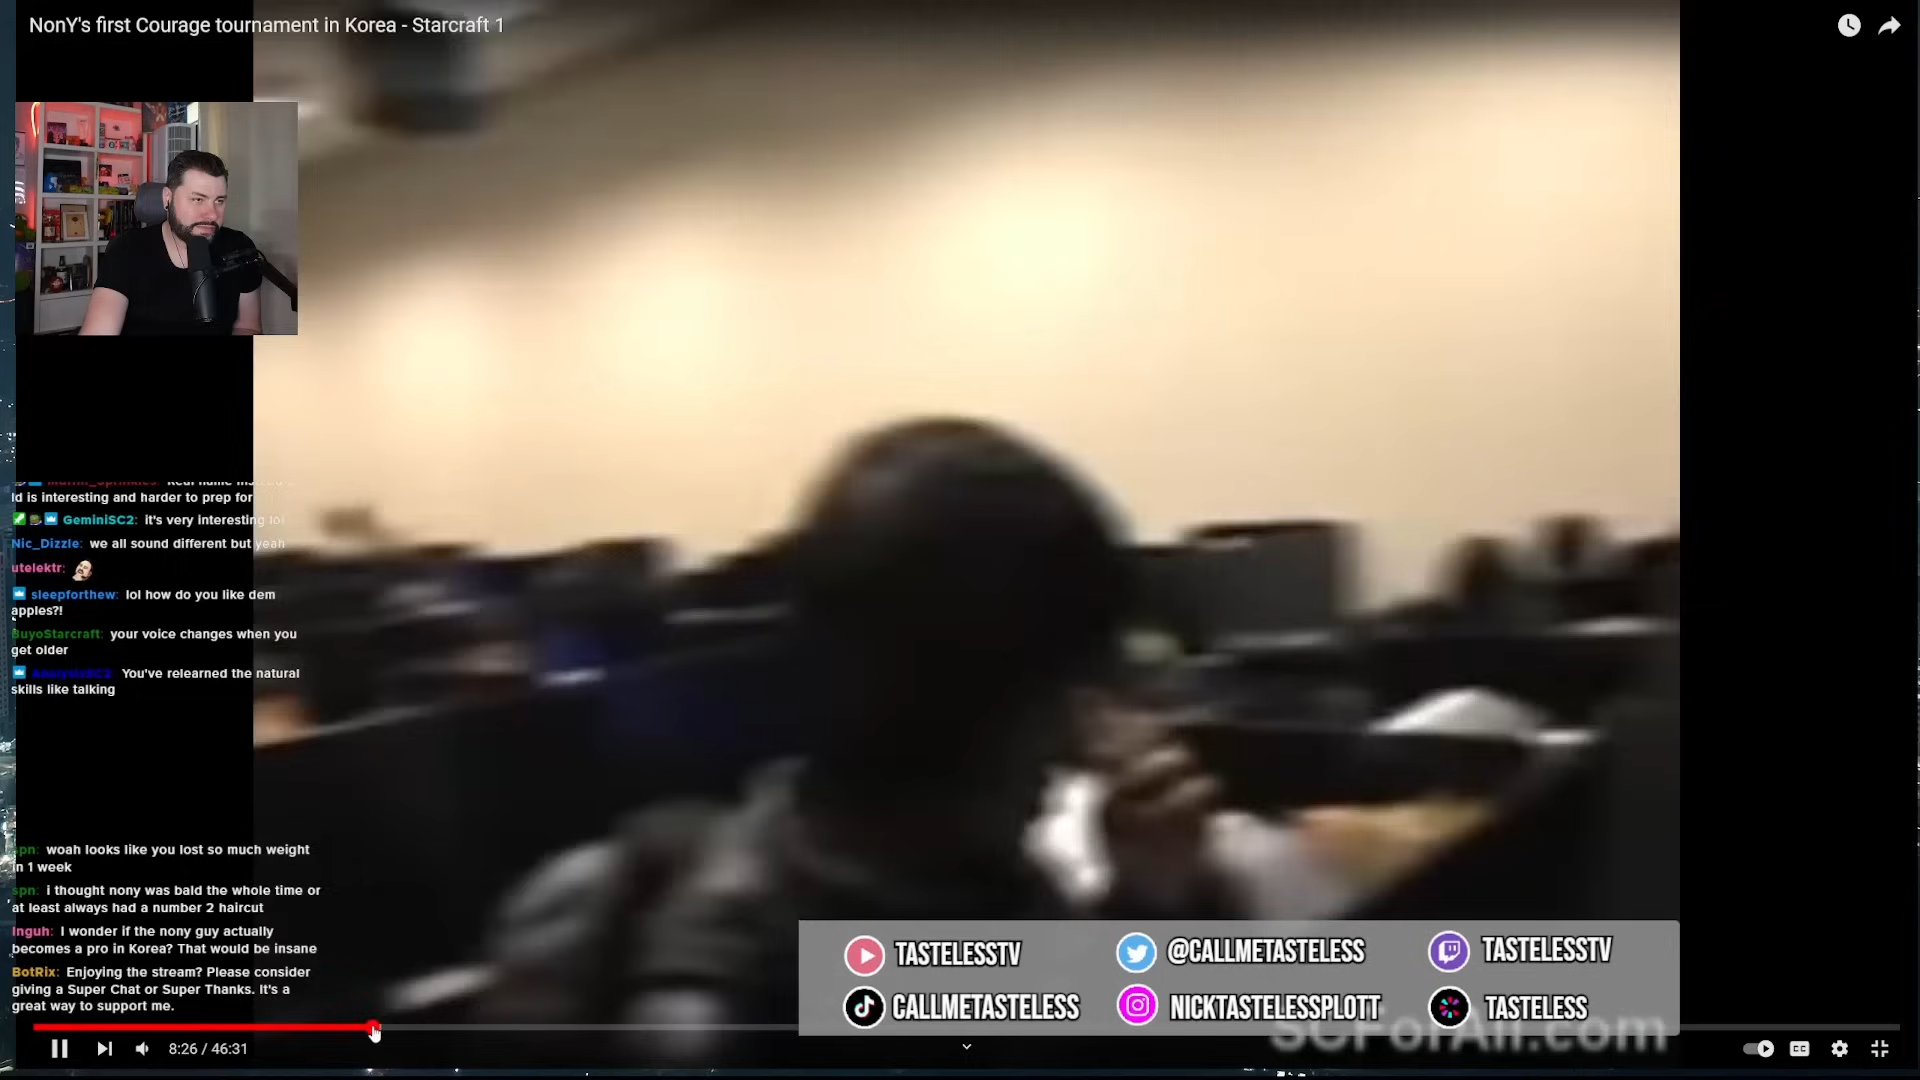 NonY's first Courage tournament in Korea - Starcraft 1
ld is interesting and harder to prep for
GeminiSC2: it's very interesting lol
Nic_Dizzle: we all sound different but yeah
utelektr:
sleepforthew: lol how do you like dem
apples?!
BuyoStarcraft: your voice changes when you
get older
You've relearned the natural
skills like talking
spn: woah looks like you lost so much weight
in 1 week
spn: i thought nony was bald the whole time or
at least always had a number 2 haircut
Inguh: I wonder if the nony guy actually
becomes a pro in Korea? That would be insane
BotRix: Enjoying the stream? Please consider
giving a Super Chat or Super Thanks. It's a
great way to support me.
TASTELESSTV
@CALLMETASTELESS
TASTELESSTV
CALLMETASTELESS
NICKTASTELESSPLOTT
TASTELESS
SCForAll.com
8:26 / 46:31
CC